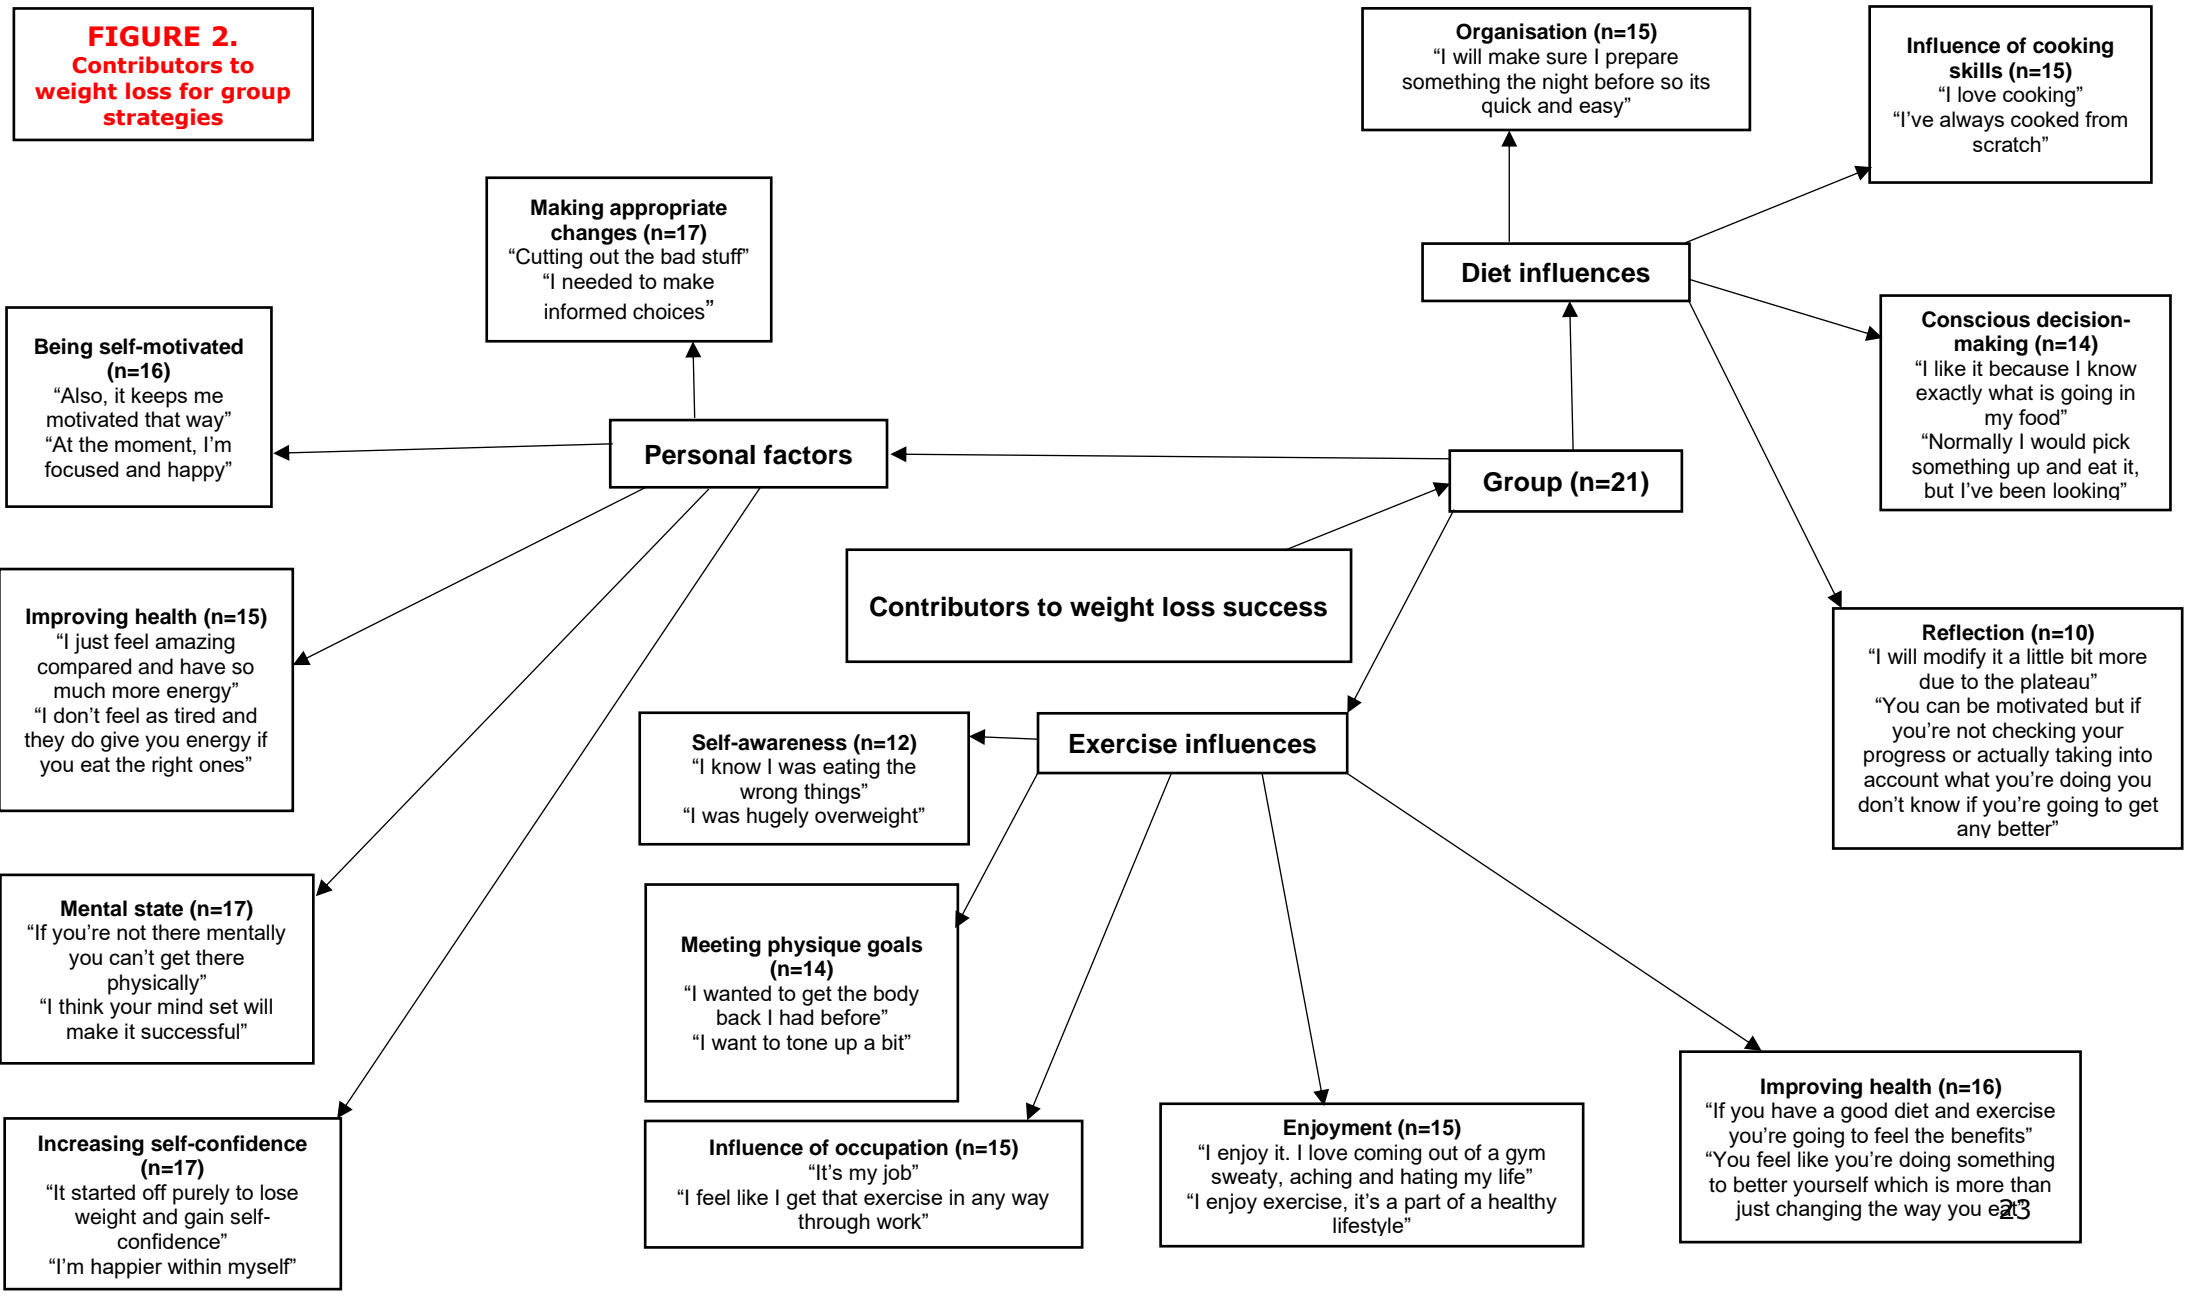 FIGURE 2.
Contributors to
weight loss for group
strategies
Organisation (n=15)
“I will make sure I prepare
something the night before so its
quick and easy”
Influence of cooking
skills (n=15)
“I love cooking”
“I’ve always cooked from
scratch”
Making appropriate
changes (n=17)
“Cutting out the bad stuff”
“I needed to make
informed choices”
Diet influences
Being self-motivated
(n=16)
“Also, it keeps me
motivated that way”
“At the moment, I’m
focused and happy”
Conscious decision-
making (n=14)
“I like it because I know
exactly what is going in
my food”
“Normally I would pick
something up and eat it,
but I’ve been looking”
Personal factors
Group (n=21)
Contributors to weight loss success
Improving health (n=15)
“I just feel amazing
compared and have so
much more energy”
“I don’t feel as tired and
they do give you energy if
you eat the right ones”
Reflection (n=10)
“I will modify it a little bit more
due to the plateau”
“You can be motivated but if
you’re not checking your
progress or actually taking into
account what you’re doing you
don’t know if you’re going to get
any better”
Self-awareness (n=12)
“I know I was eating the
wrong things”
“I was hugely overweight”
Exercise influences
Mental state (n=17)
“If you’re not there mentally
you can’t get there
physically”
“I think your mind set will
make it successful”
Meeting physique goals
(n=14)
“I wanted to get the body
back I had before”
“I want to tone up a bit”
Increasing self-confidence
(n=17)
“It started off purely to lose
weight and gain self-
confidence”
“I’m happier within myself”
Influence of occupation (n=15)
“It’s my job”
“I feel like I get that exercise in any way
through work”
Enjoyment (n=15)
“I enjoy it. I love coming out of a gym
sweaty, aching and hating my life”
“I enjoy exercise, it’s a part of a healthy
lifestyle”
Improving health (n=16)
“If you have a good diet and exercise
you’re going to feel the benefits”
“You feel like you’re doing something
to better yourself which is more than
just changing the way you eat”
23